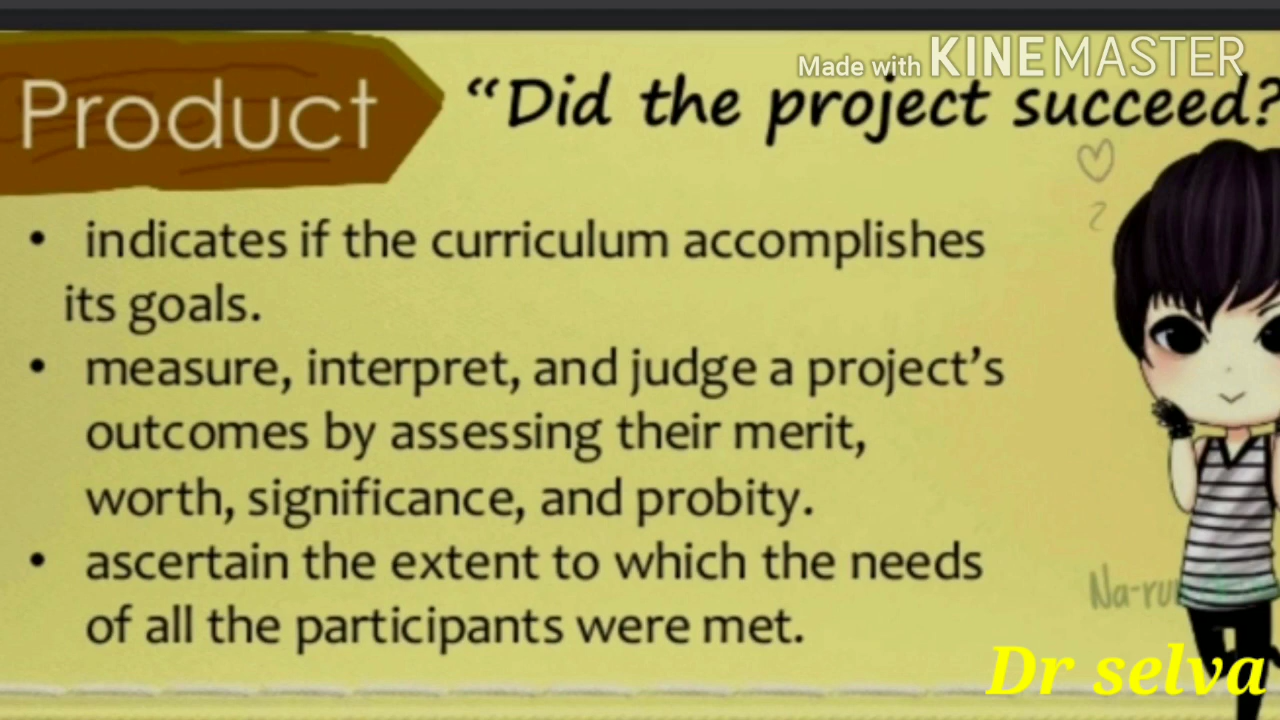 Made with KINEMASTER
Product
“Did the project succeed?
• indicates if the curriculum accomplishes
its goals.
• measure, interpret, and judge a project’s
outcomes by assessing their merit,
worth, significance, and probity.
• ascertain the extent to which the needs
of all the participants were met.
Dr selva